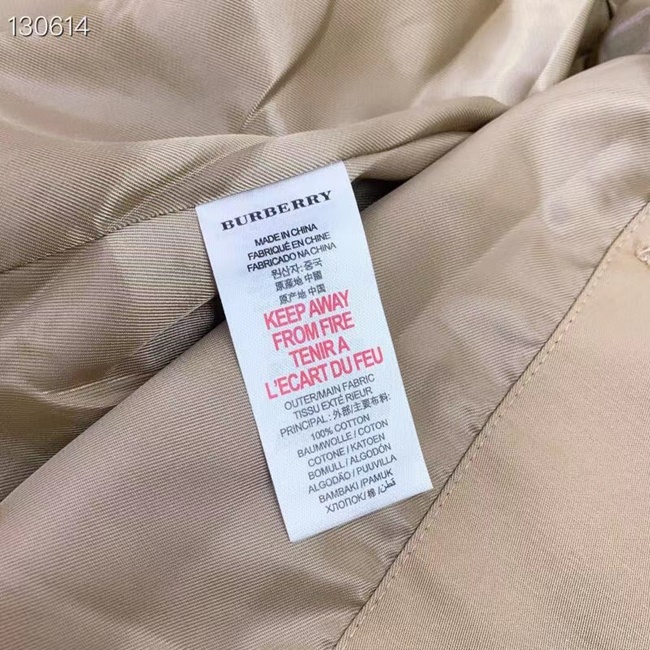 130614
BURBERRY
MADE IN CHINA
FABRIQUÉ EN CHINE
FABRICADO NA CHINA
원산지: 중국
原産地 中國
原产地 中国
KEEP AWAY
FROM FIRE
TENIR A
L'ECART DU FEU
OUTER/MAIN FABRIC
TISSU EXTÉ RIEUR
PRINCIPAL: 外部/主要布料:
100% COTTON
BAUMWOLLE / COTON
COTONE / KATOEN
BOMULL / ALGODÓN
ALGODÃO / PUUVILLA
BAMBAKI / PAMUK
ХЛОПОК/ 棉 / قطن